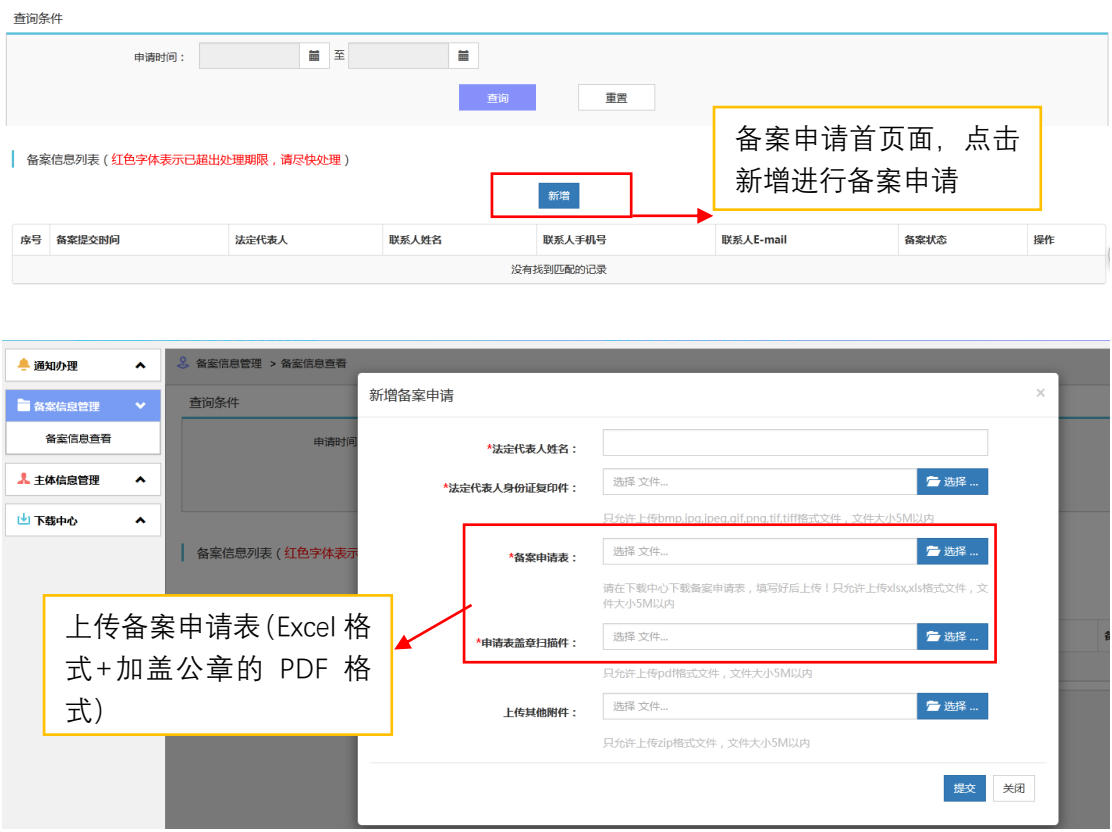 查询条件
申请时间：
至
查询
重置
备案申请首页面，点击
新增进行备案申请
备案信息列表（红色字体表示已超出处理期限，请尽快处理）
新增
序号 备案提交时间 法定代表人 联系人姓名 联系人手机号 联系人E-mail 备案状态 操作
没有找到匹配的记录
通知办理
备案信息管理 > 备案信息查看
新增备案申请 ×
备案信息管理
查询条件
备案信息查看
申请时间
*法定代表人姓名：
主体信息管理
*法定代表人身份证复印件： 选择 文件... 选择 ...
只允许上传bmp,jpg,jpeg,gif,png,tif,tiff格式文件，文件大小5M以内
下载中心
备案信息列表（红色字体表示
*备案申请表： 选择 文件... 选择 ...
请在下载中心下载备案申请表，填写好后上传！只允许上传xlsx,xls格式文件，文
件大小5M以内
上传备案申请表（Excel 格
式+加盖公章的 PDF 格
式）
*申请表盖章扫描件： 选择 文件... 选择 ...
只允许上传pdf格式文件，文件大小5M以内
上传其他附件： 选择 文件... 选择 ...
只允许上传zip格式文件，文件大小5M以内
提交 关闭